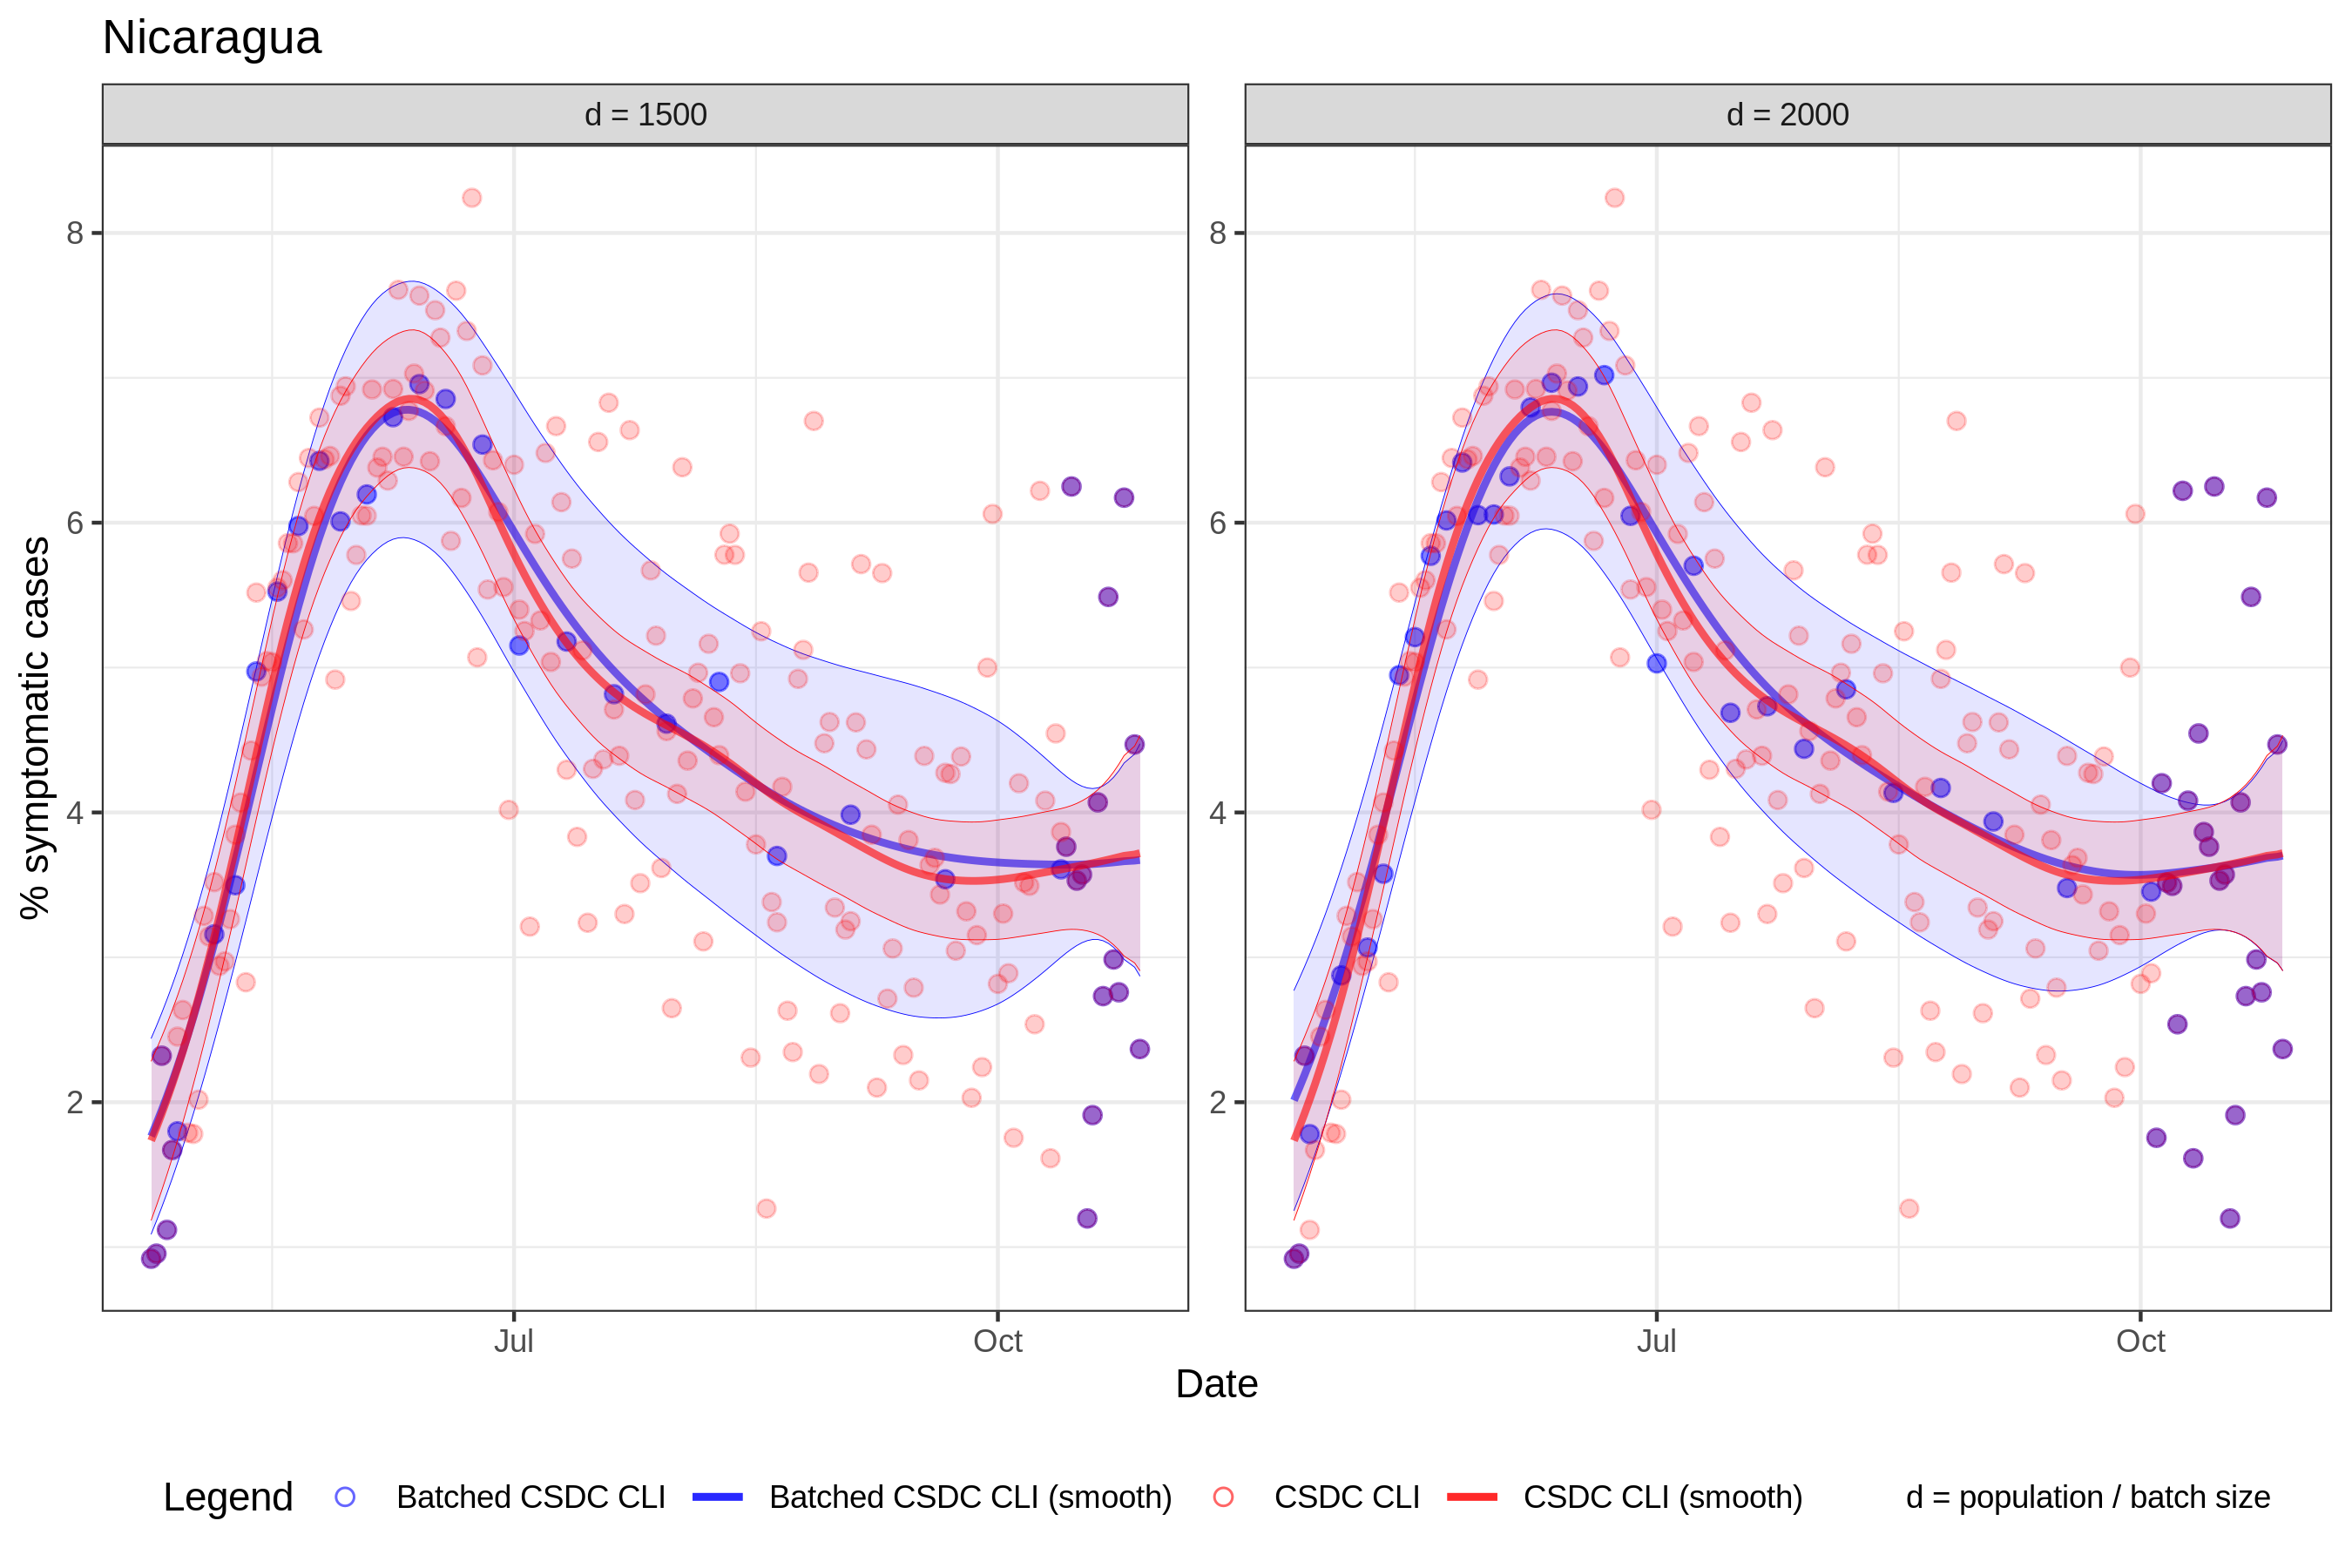 Nicaragua
d = 1500
d = 2000
% symptomatic cases
8
6
4
2
8
6
4
2
Jul
Oct
Jul
Oct
Date
Legend
Batched CSDC CLI
Batched CSDC CLI (smooth)
CSDC CLI
CSDC CLI (smooth)
d = population / batch size